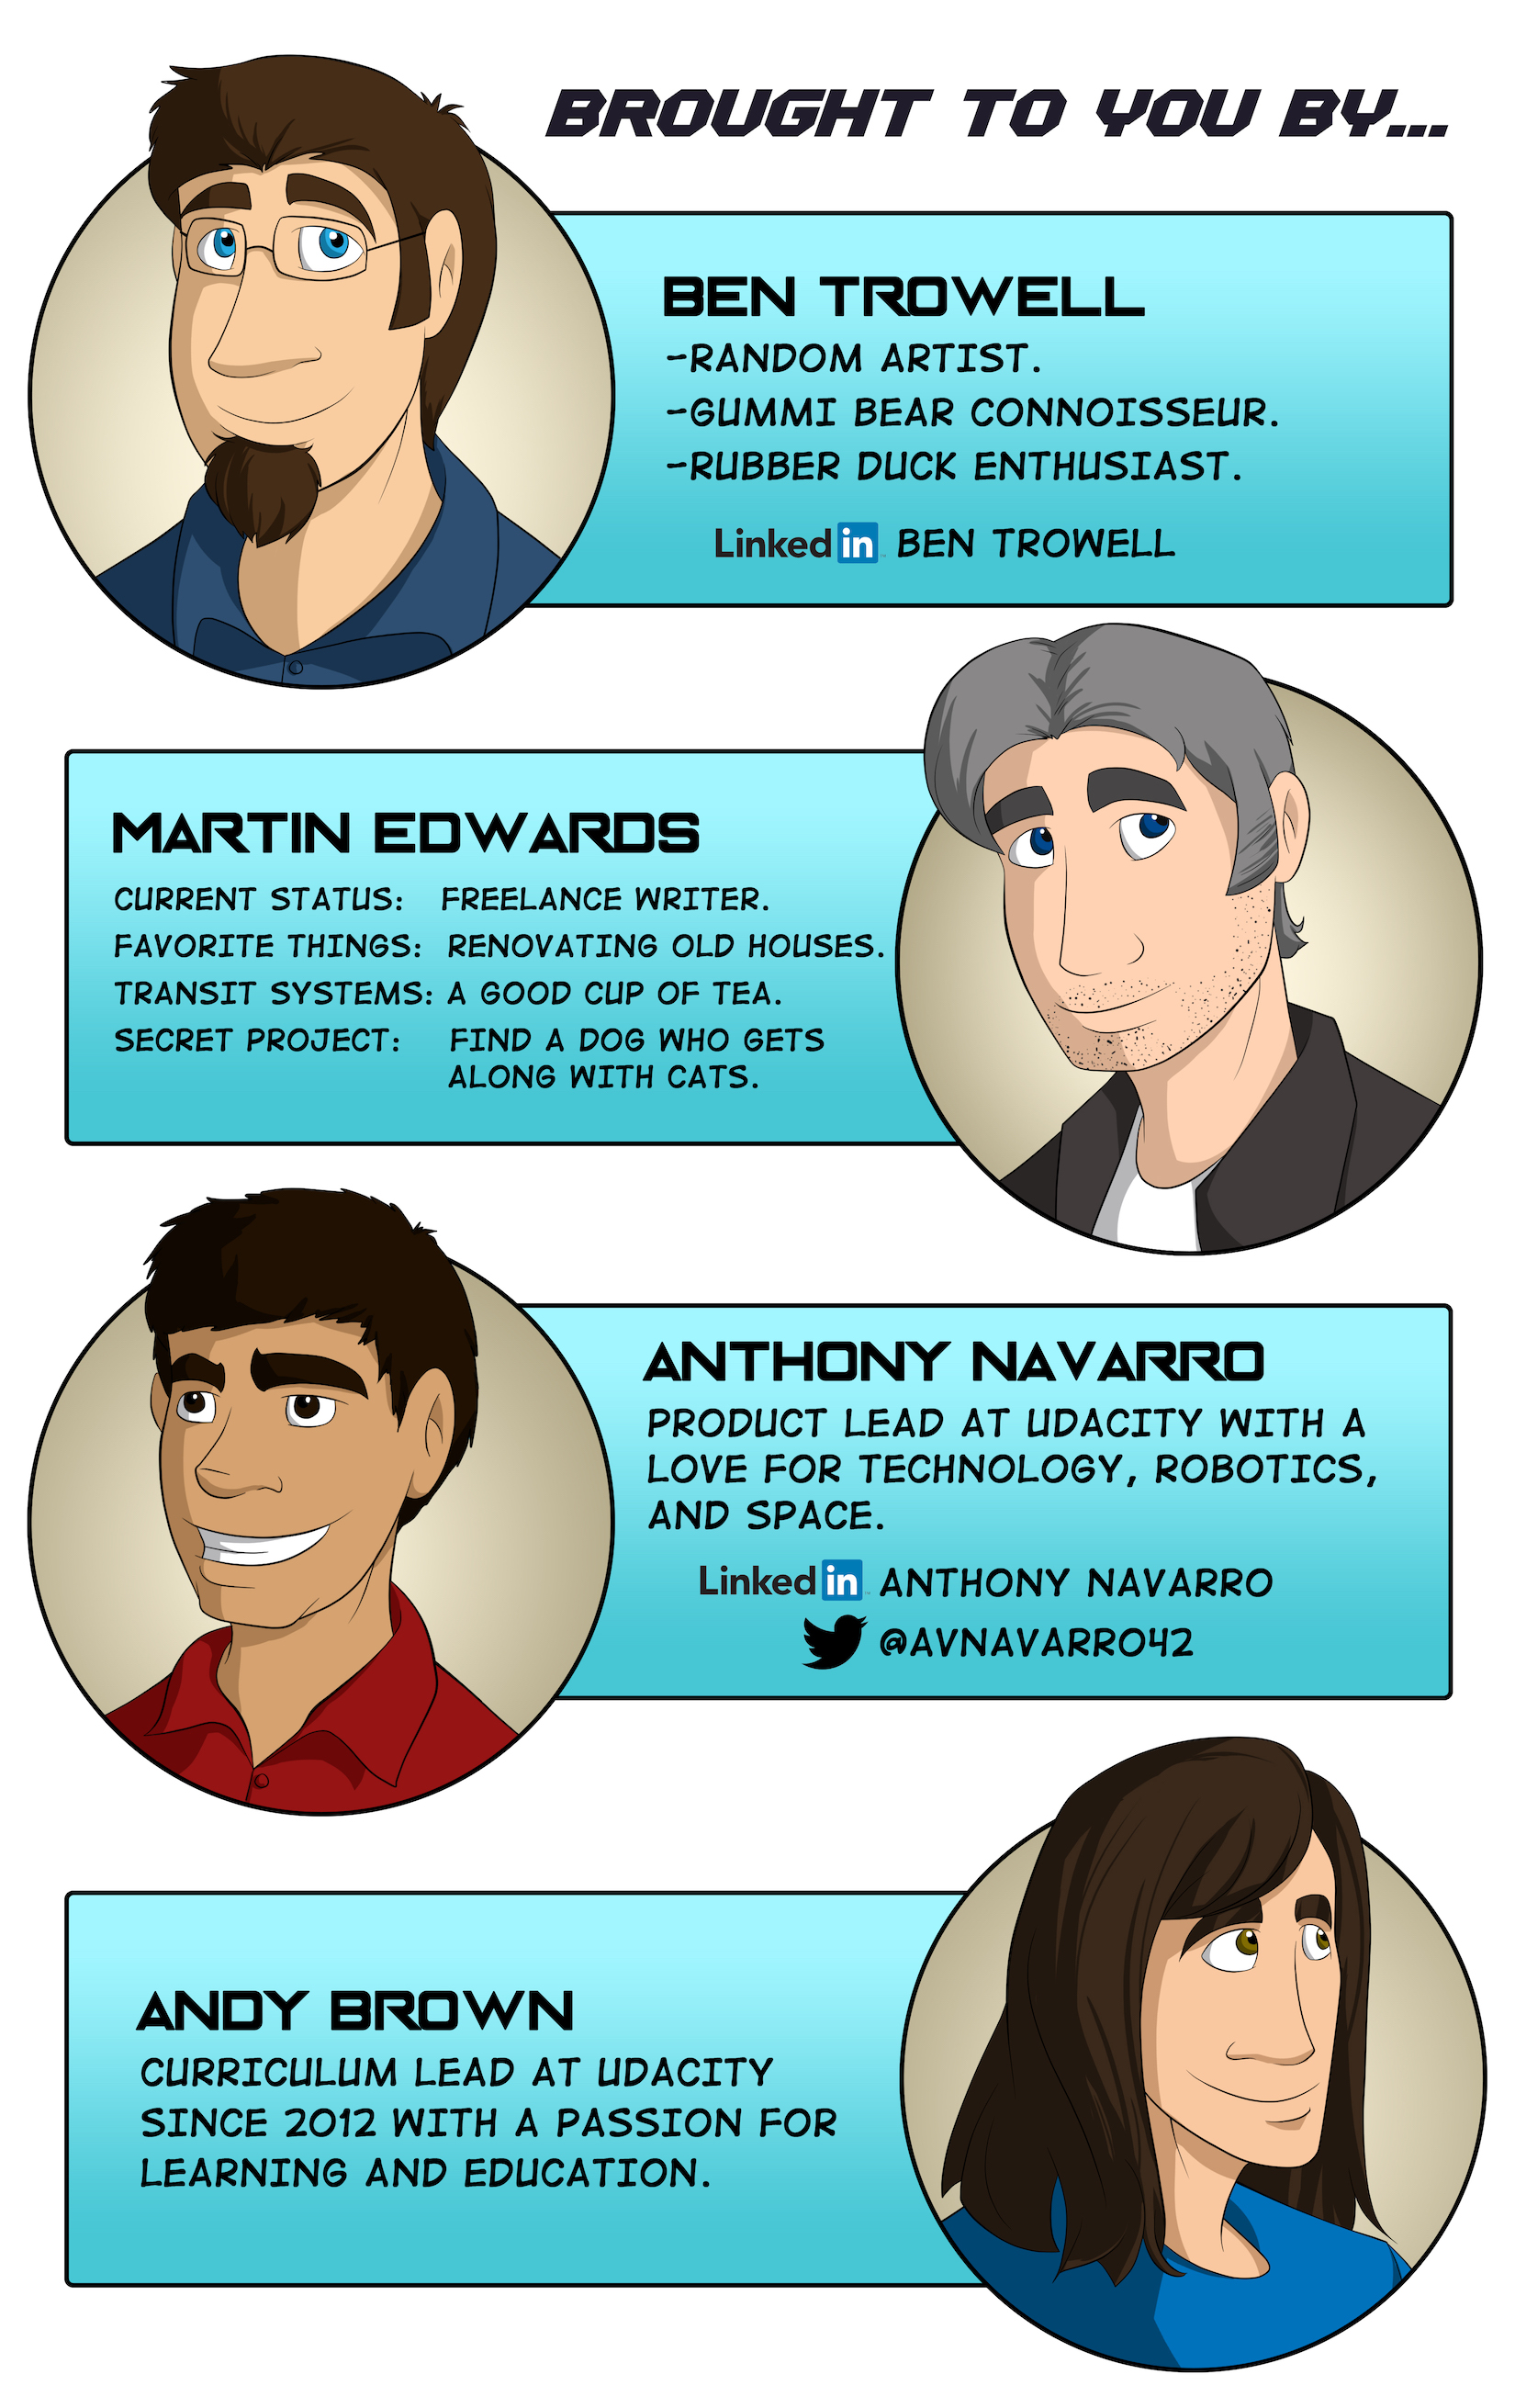 BROUGHT TO YOU BY...
BEN TROWELL
-RANDOM ARTIST.
-GUMMI BEAR CONNOISSEUR.
-RUBBER DUCK ENTHUSIAST.
Linked in BEN TROWELL
MARTIN EDWARDS
CURRENT STATUS: FREELANCE WRITER.
FAVORITE THINGS: RENOVATING OLD HOUSES.
TRANSIT SYSTEMS: A GOOD CUP OF TEA.
SECRET PROJECT: FIND A DOG WHO GETS
ALONG WITH CATS.
ANTHONY NAVARRO
PRODUCT LEAD AT UDACITY WITH A
LOVE FOR TECHNOLOGY, ROBOTICS,
AND SPACE.
Linked in ANTHONY NAVARRO
@AVNAVARRO42
ANDY BROWN
CURRICULUM LEAD AT UDACITY
SINCE 2012 WITH A PASSION FOR
LEARNING AND EDUCATION.